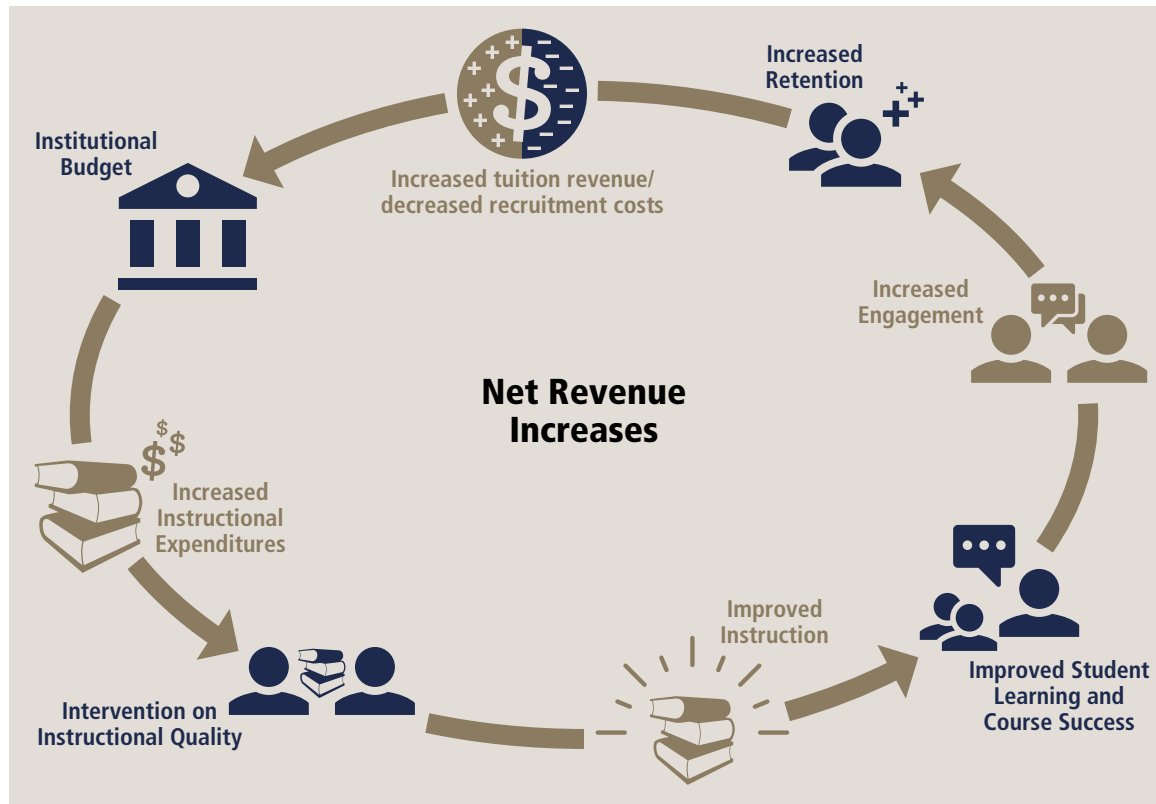 Increased
Retention
Institutional
Budget
Increased tuition revenue/
decreased recruitment costs
Increased
Engagement
Net Revenue
Increases
Increased
Instructional
Expenditures
Improved
Instruction
Improved Student
Learning and
Course Success
Intervention on
Instructional Quality